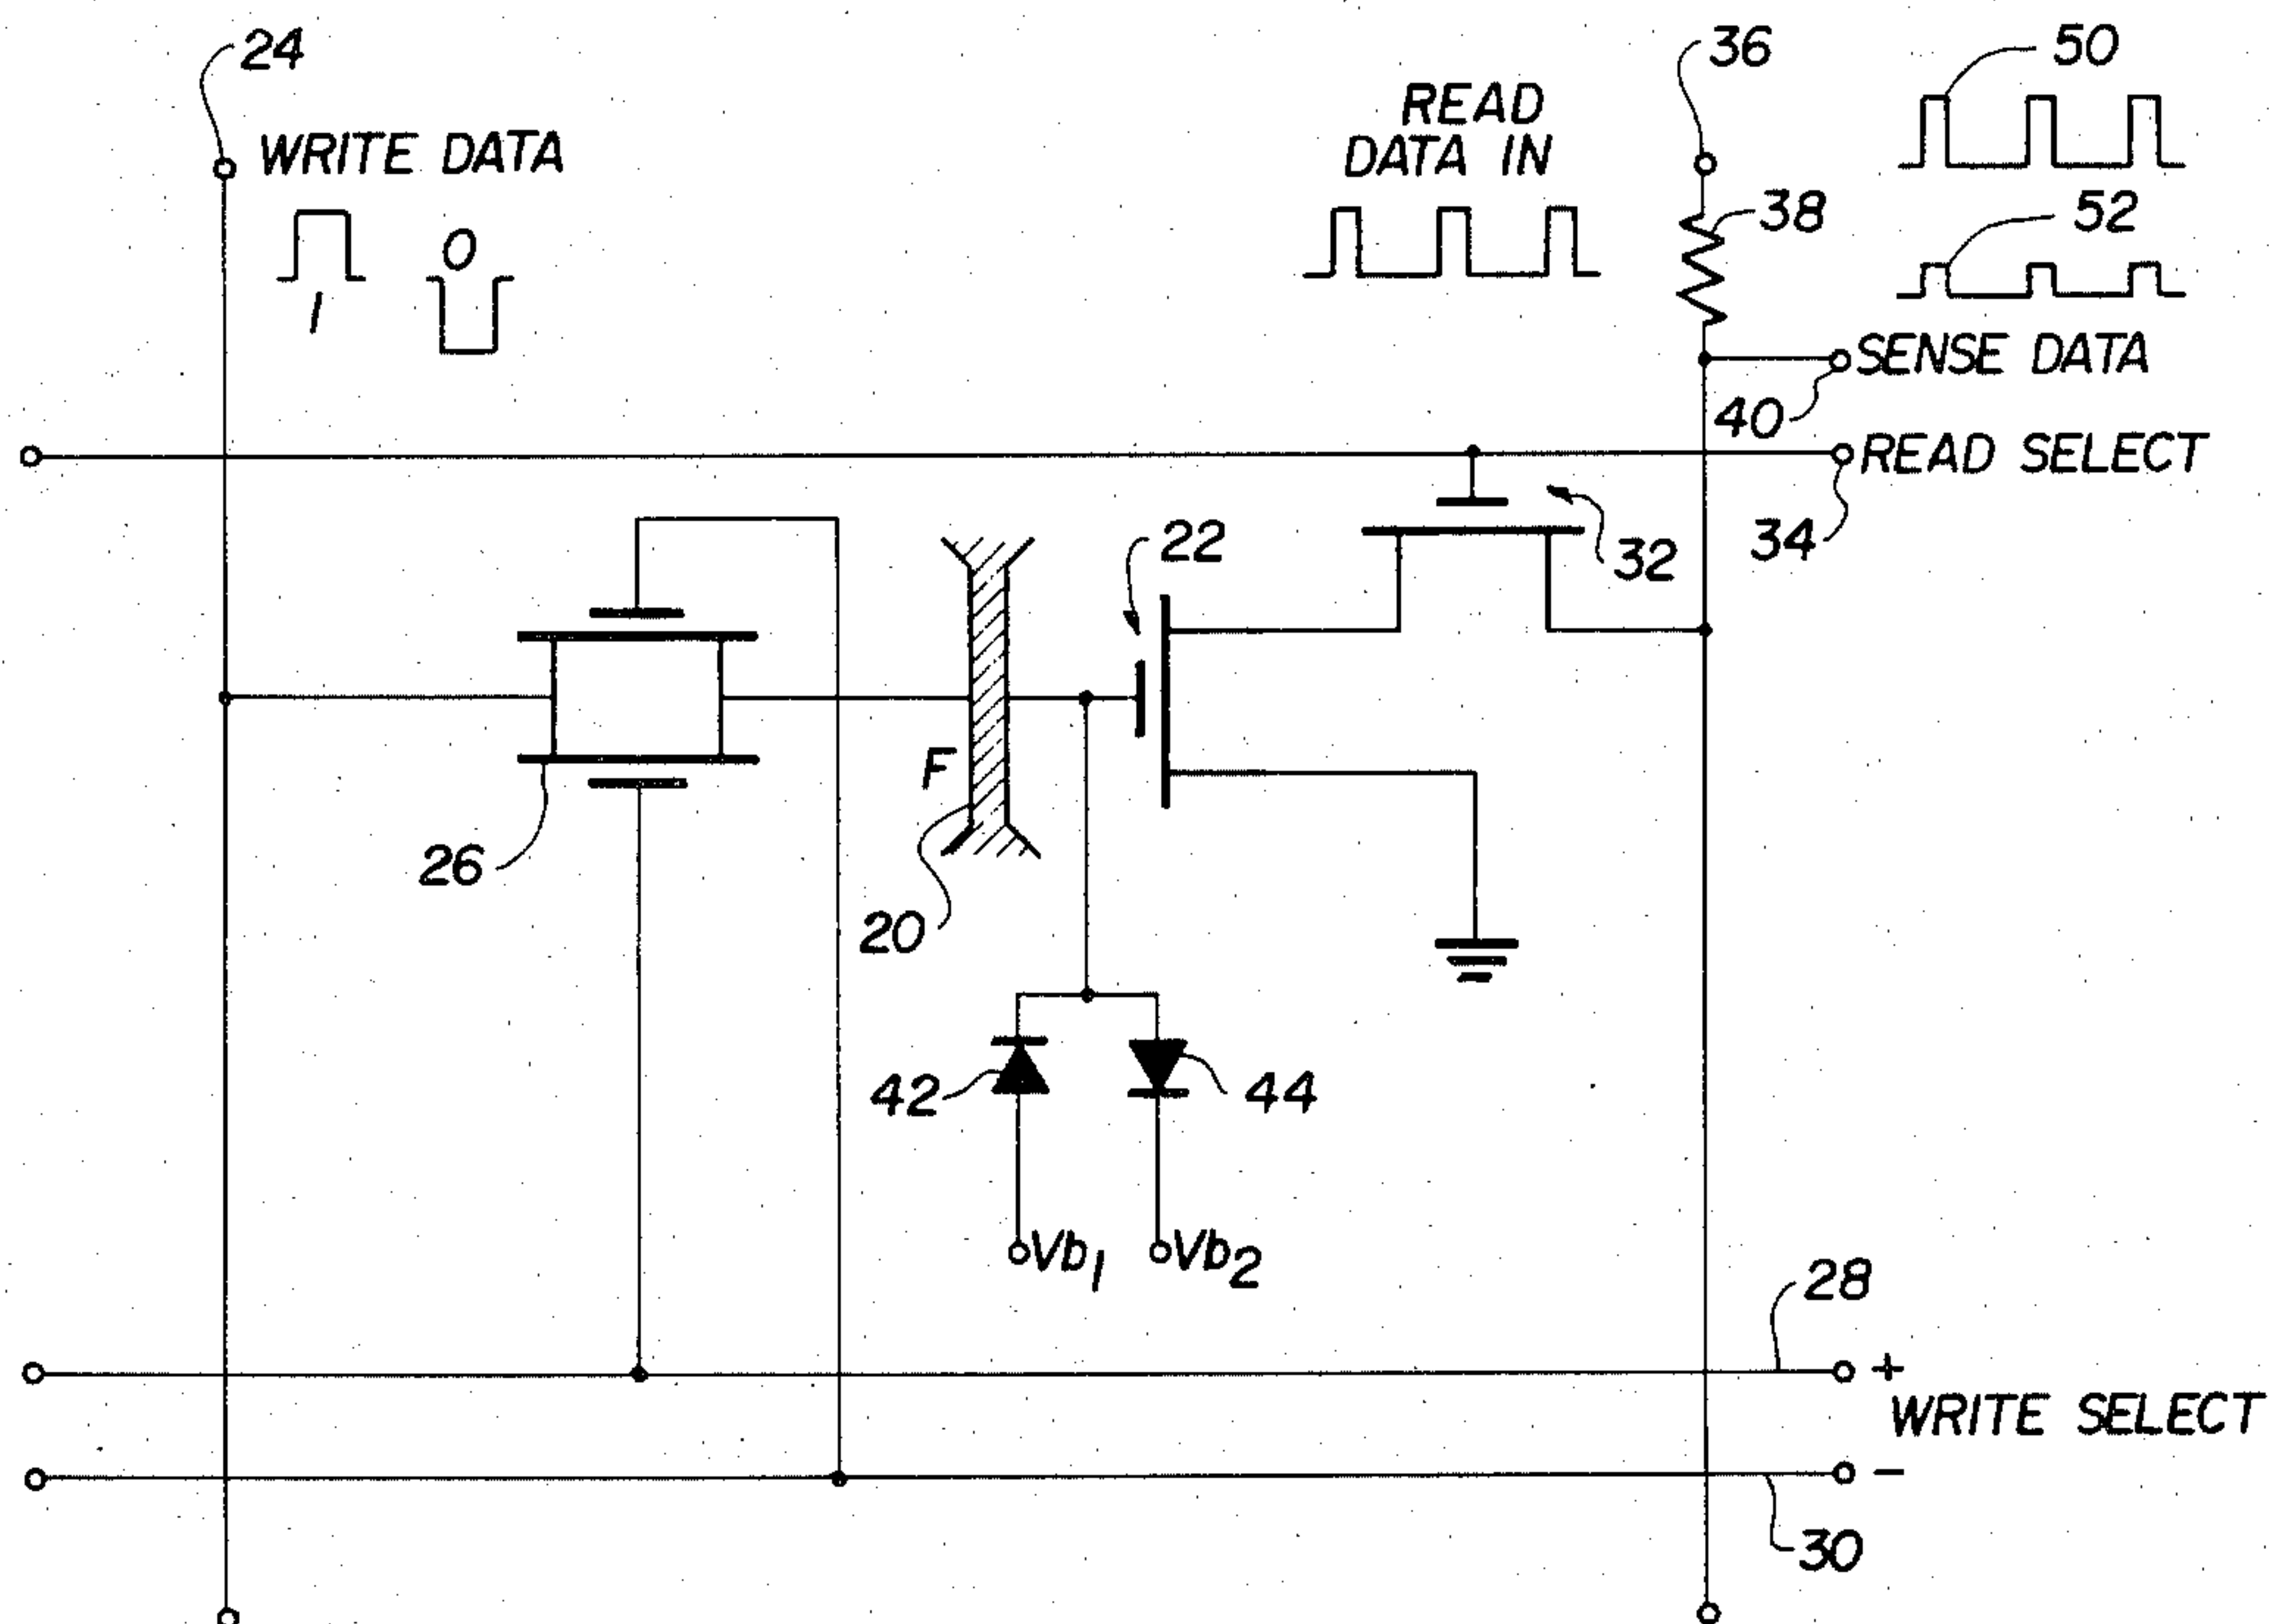 24
WRITE DATA
1
0
READ
DATA IN
36
50
38
52
SENSE DATA
40
READ SELECT
34
22
32
F
26
20
42
44
Vb1
Vb2
28
+
WRITE SELECT
-
30